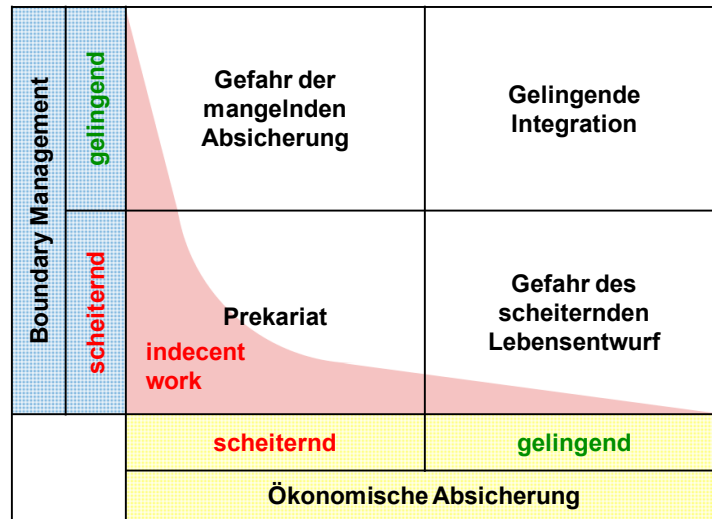 Boundary Management
gelingend
Gefahr der
mangelnden
Absicherung
Gelingende
Integration
scheiternd
Prekariat
indecent
work
Gefahr des
scheiternden
Lebensentwurf
scheiternd
gelingend
Ökonomische Absicherung